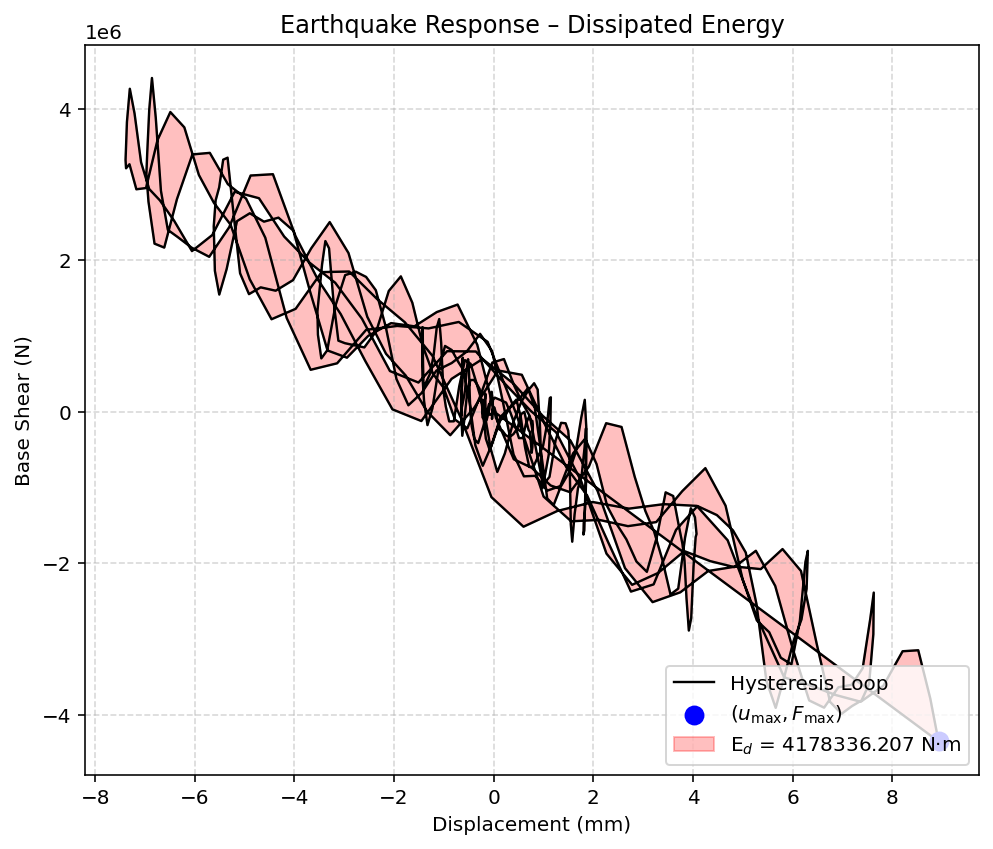 Earthquake Response – Dissipated Energy
1e6
4
2
0
−2
−4
Base Shear (N)
−8 −6 −4 −2 0 2 4 6 8
Displacement (mm)
Hysteresis Loop
(u_max, F_max)
E_d = 4178336.207 N·m